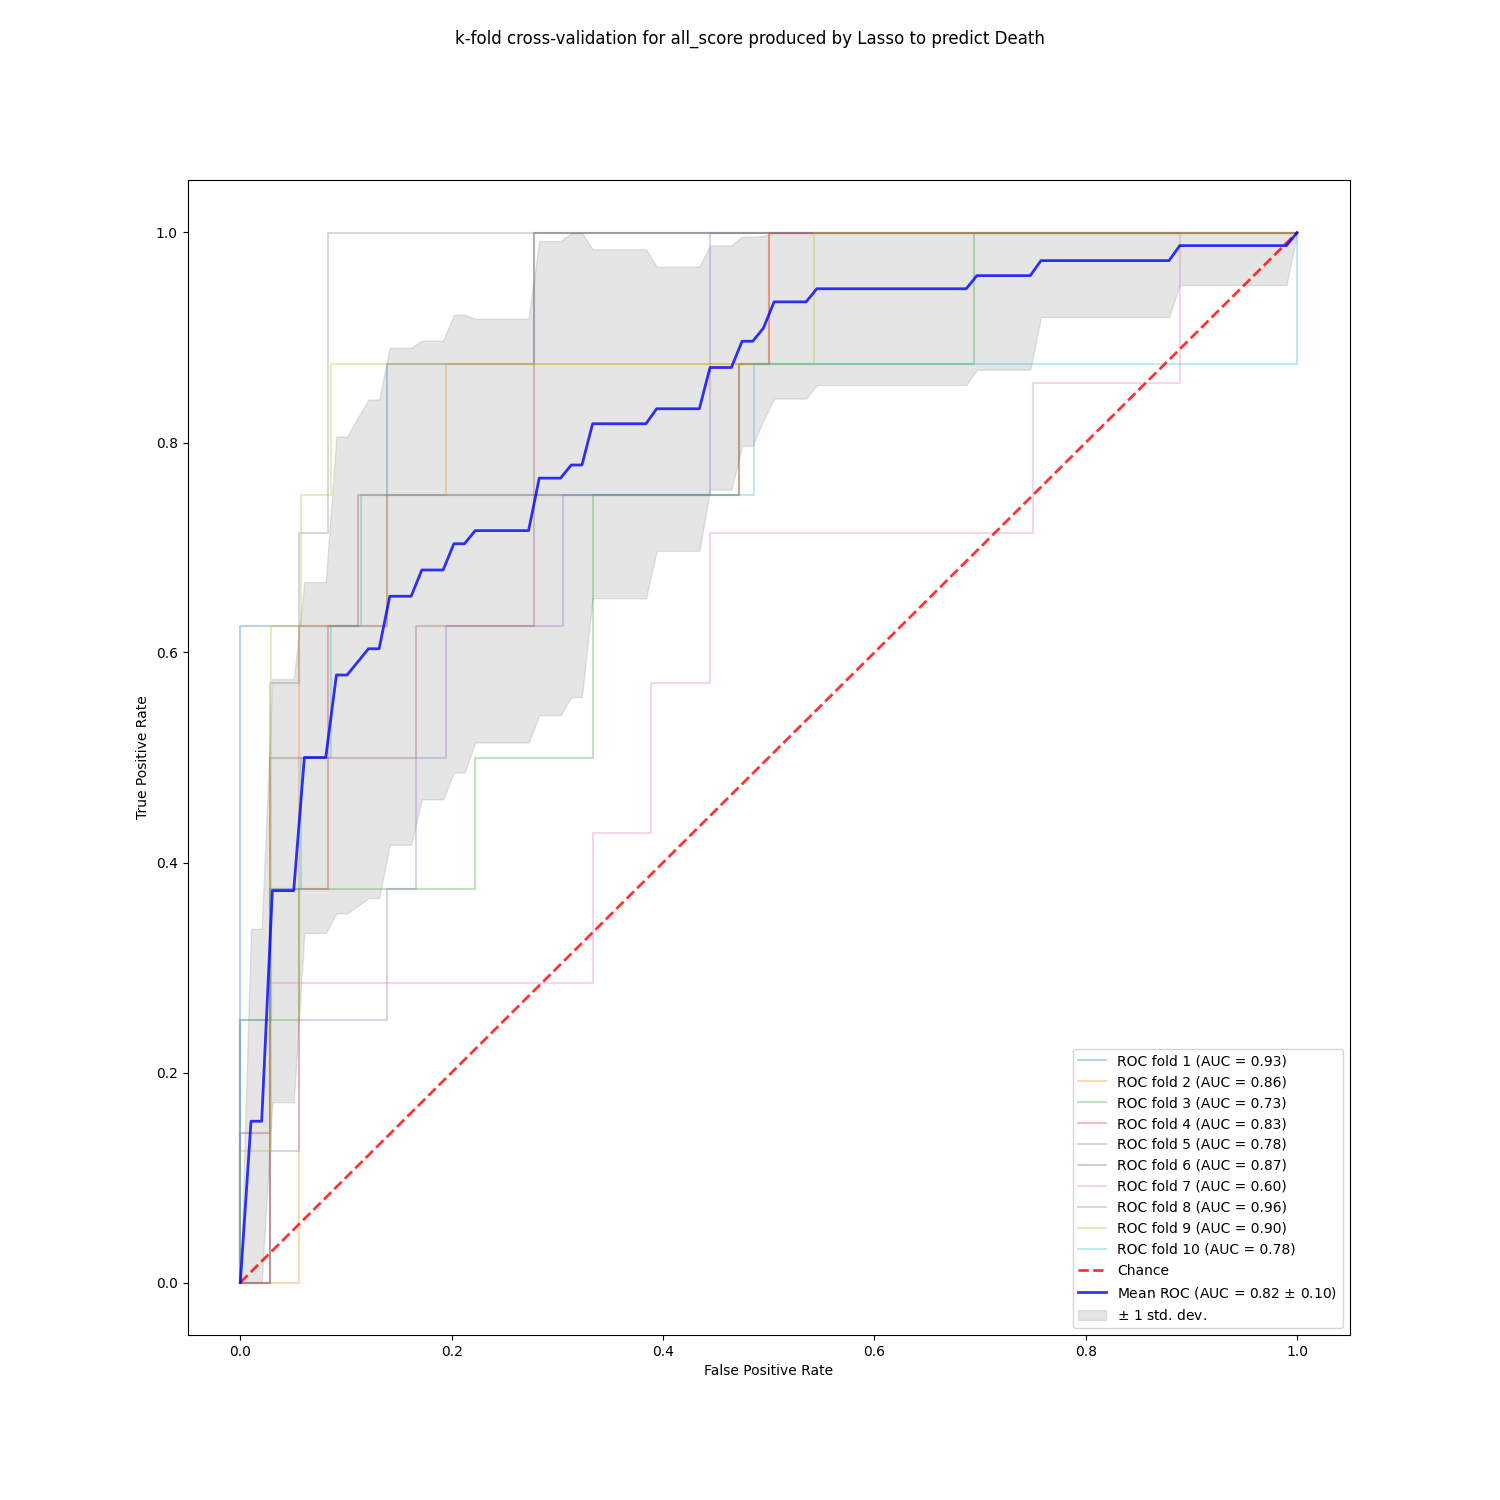 k-fold cross-validation for all_score produced by Lasso to predict Death
True Positive Rate
1.0
0.8
0.6
0.4
0.2
0.0
0.0 0.2 0.4 0.6 0.8 1.0
False Positive Rate
ROC fold 1 (AUC = 0.93)
ROC fold 2 (AUC = 0.86)
ROC fold 3 (AUC = 0.73)
ROC fold 4 (AUC = 0.83)
ROC fold 5 (AUC = 0.78)
ROC fold 6 (AUC = 0.87)
ROC fold 7 (AUC = 0.60)
ROC fold 8 (AUC = 0.96)
ROC fold 9 (AUC = 0.90)
ROC fold 10 (AUC = 0.78)
Chance
Mean ROC (AUC = 0.82 ± 0.10)
± 1 std. dev.